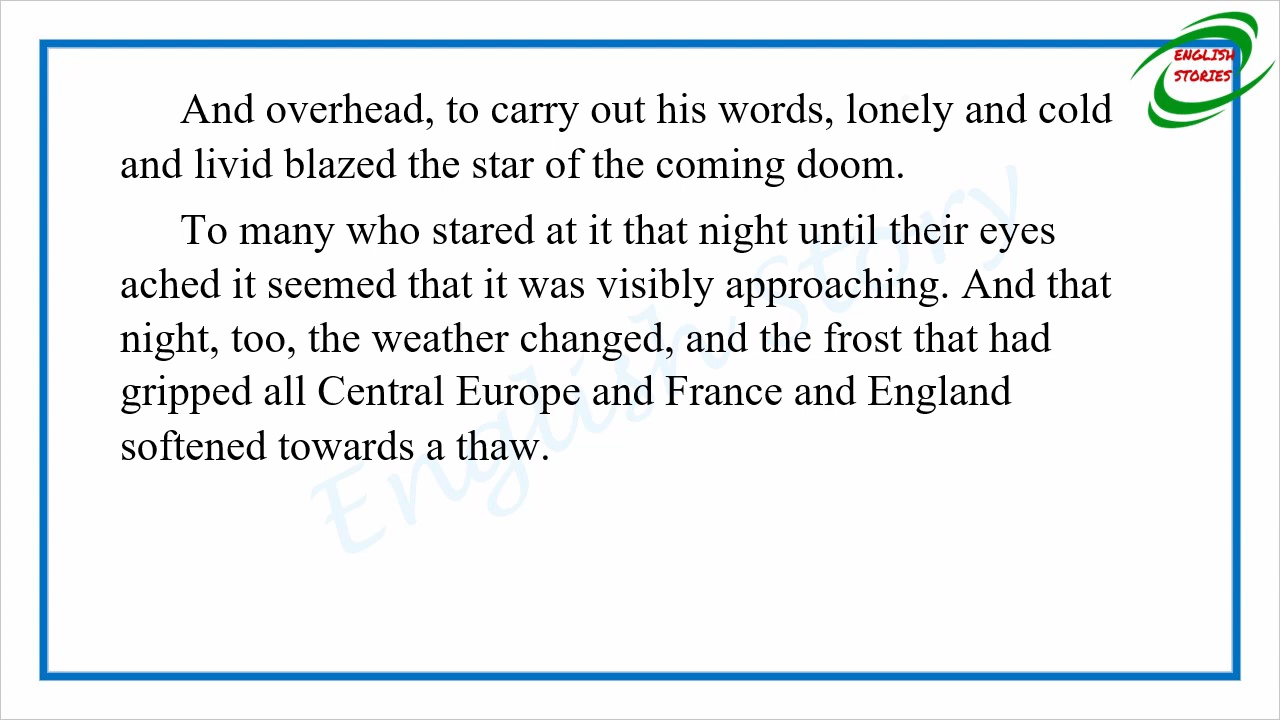 ENGLISH
STORIES
And overhead, to carry out his words, lonely and cold
and livid blazed the star of the coming doom.
To many who stared at it that night until their eyes
ached it seemed that it was visibly approaching. And that
night, too, the weather changed, and the frost that had
gripped all Central Europe and France and England
softened towards a thaw.
English Story